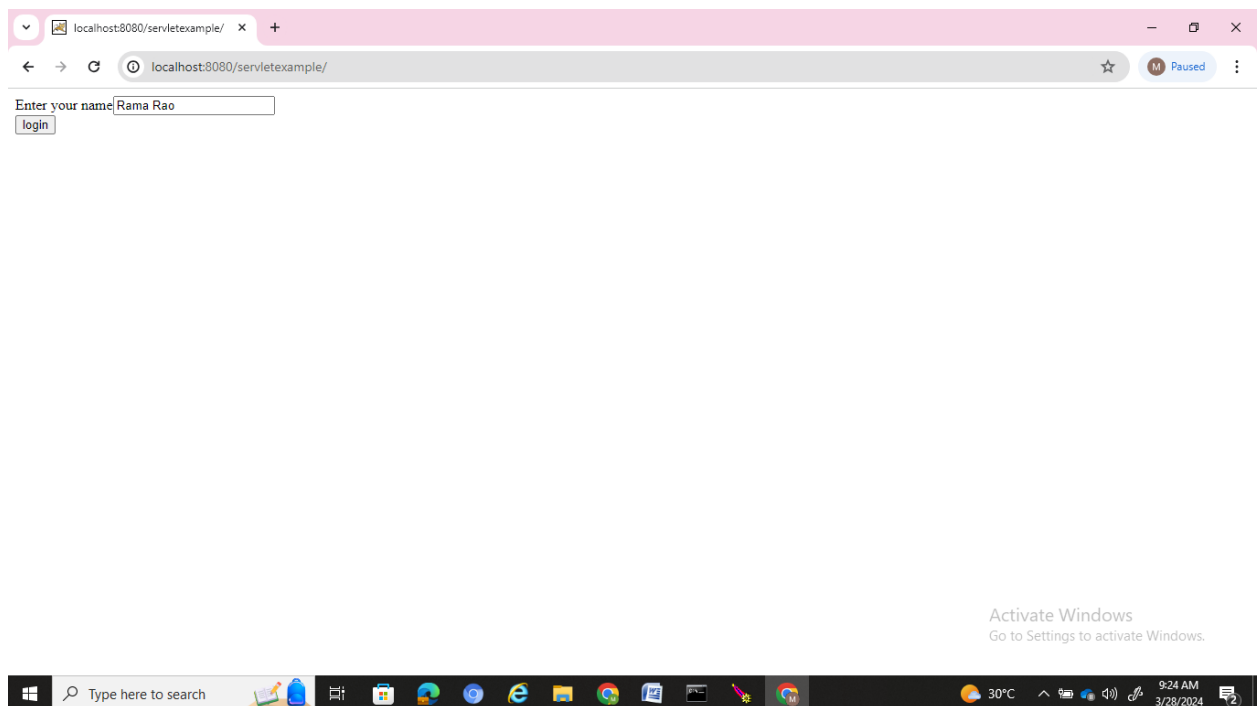 localhost:8080/servletexample/
localhost:8080/servletexample/
M Paused
Enter your name Rama Rao
login
Activate Windows
Go to Settings to activate Windows.
Type here to search
30°C
9:24 AM
3/28/2024
2